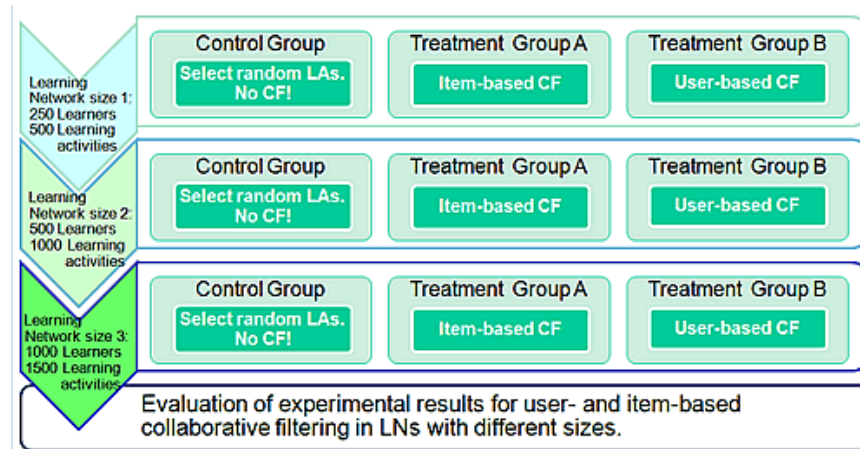 Learning
Network size 1:
250 Learners
500 Learning
activities
Control Group
Select random LAs.
No CF!
Treatment Group A
Item-based CF
Treatment Group B
User-based CF
Learning
Network size 2:
500 Learners
1000 Learning
activities
Control Group
Select random LAs.
No CF!
Treatment Group A
Item-based CF
Treatment Group B
User-based CF
Learning
Network size 3:
1000 Learners
1500 Learning
activities
Control Group
Select random LAs.
No CF!
Treatment Group A
Item-based CF
Treatment Group B
User-based CF
Evaluation of experimental results for user- and item-based
collaborative filtering in LNs with different sizes.